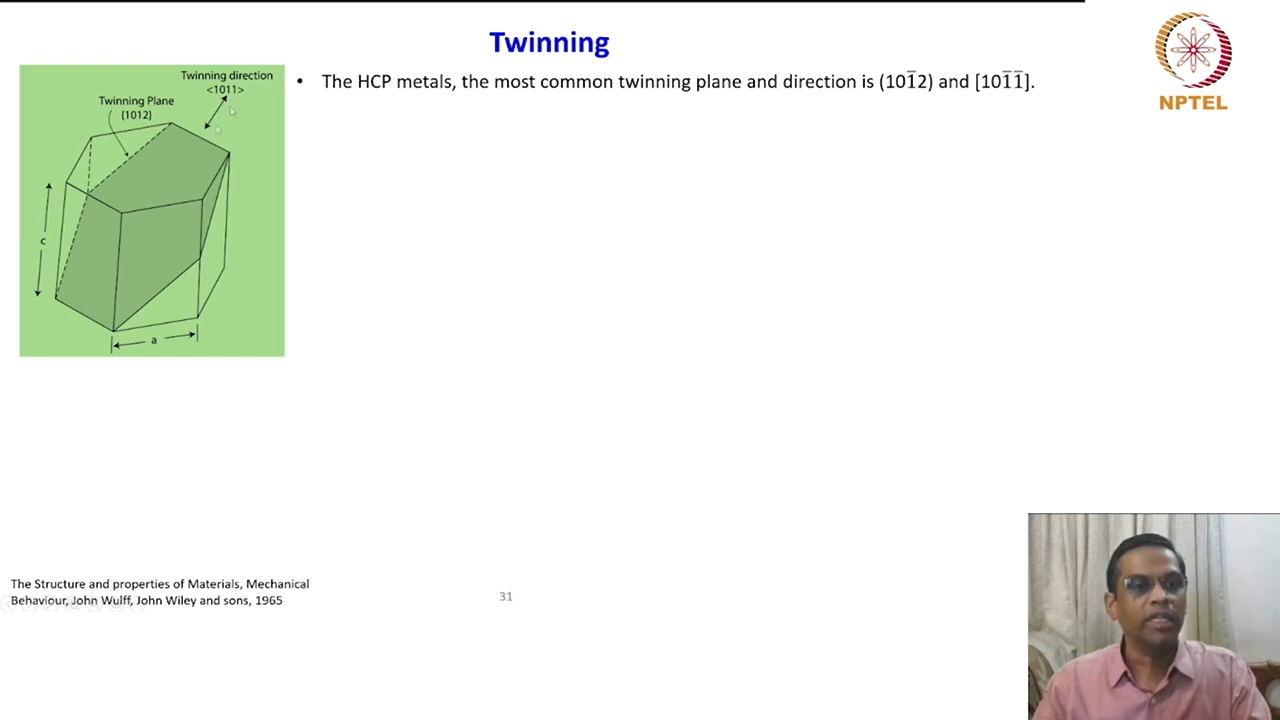 Twinning
Twinning direction
<1011>
Twinning Plane
{1012}
c
a
• The HCP metals, the most common twinning plane and direction is (101̅2) and [101̅1̅].
NPTEL
The Structure and properties of Materials, Mechanical
Behaviour, John Wulff, John Wiley and sons, 1965
31